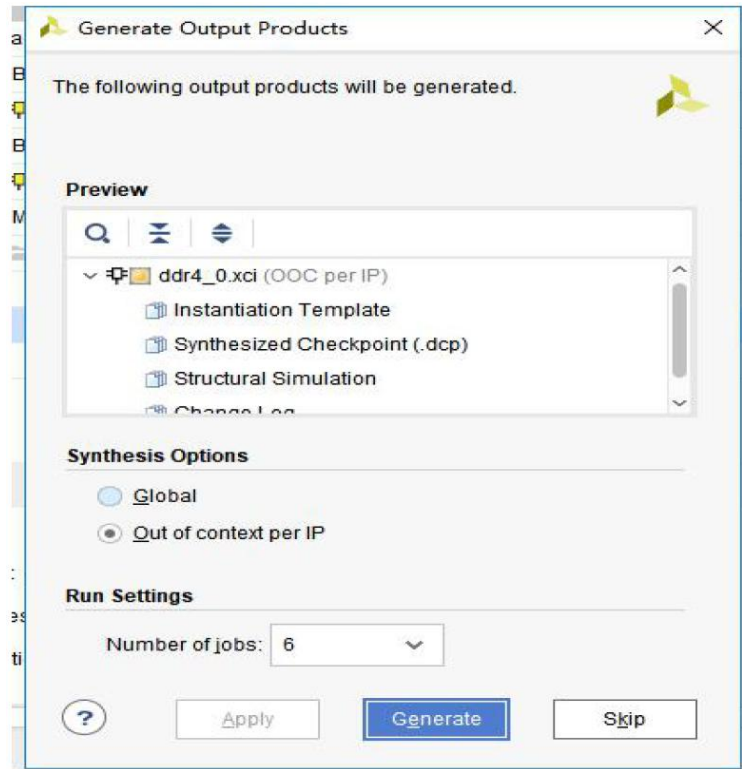 Generate Output Products
The following output products will be generated.
Preview
ddr4_0.xci (OOC per IP)
Instantiation Template
Synthesized Checkpoint (.dcp)
Structural Simulation
Change Log
Synthesis Options
Global
Out of context per IP
Run Settings
Number of jobs: 6
? Apply Generate Skip